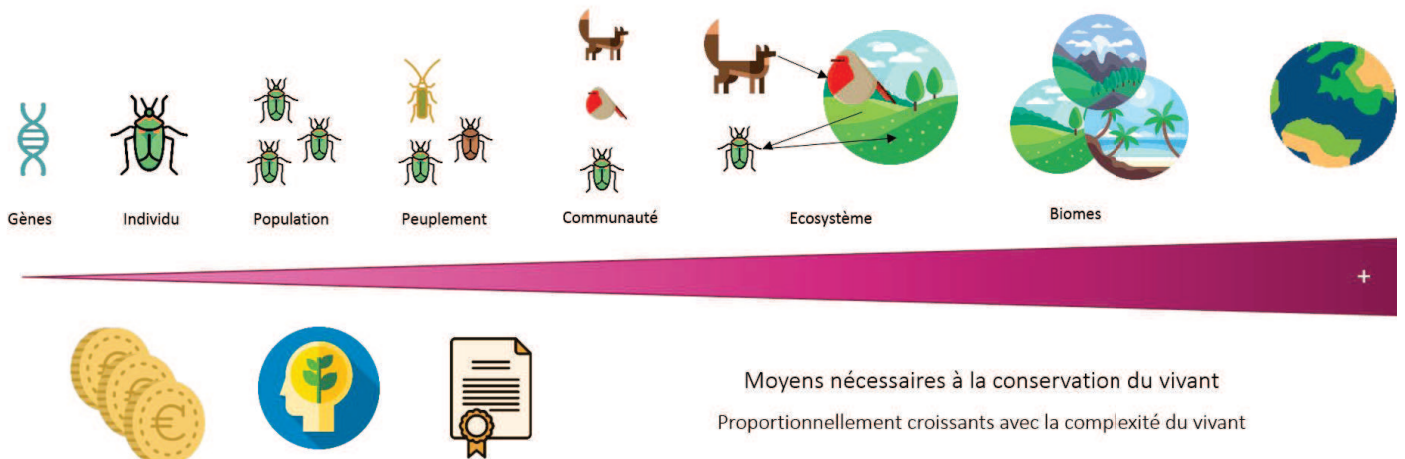 Gènes
Individu
Population
Peuplement
Communauté
Ecosystème
Biomes
+
€
€
€
Moyens nécessaires à la conservation du vivant
Proportionnellement croissants avec la complexité du vivant